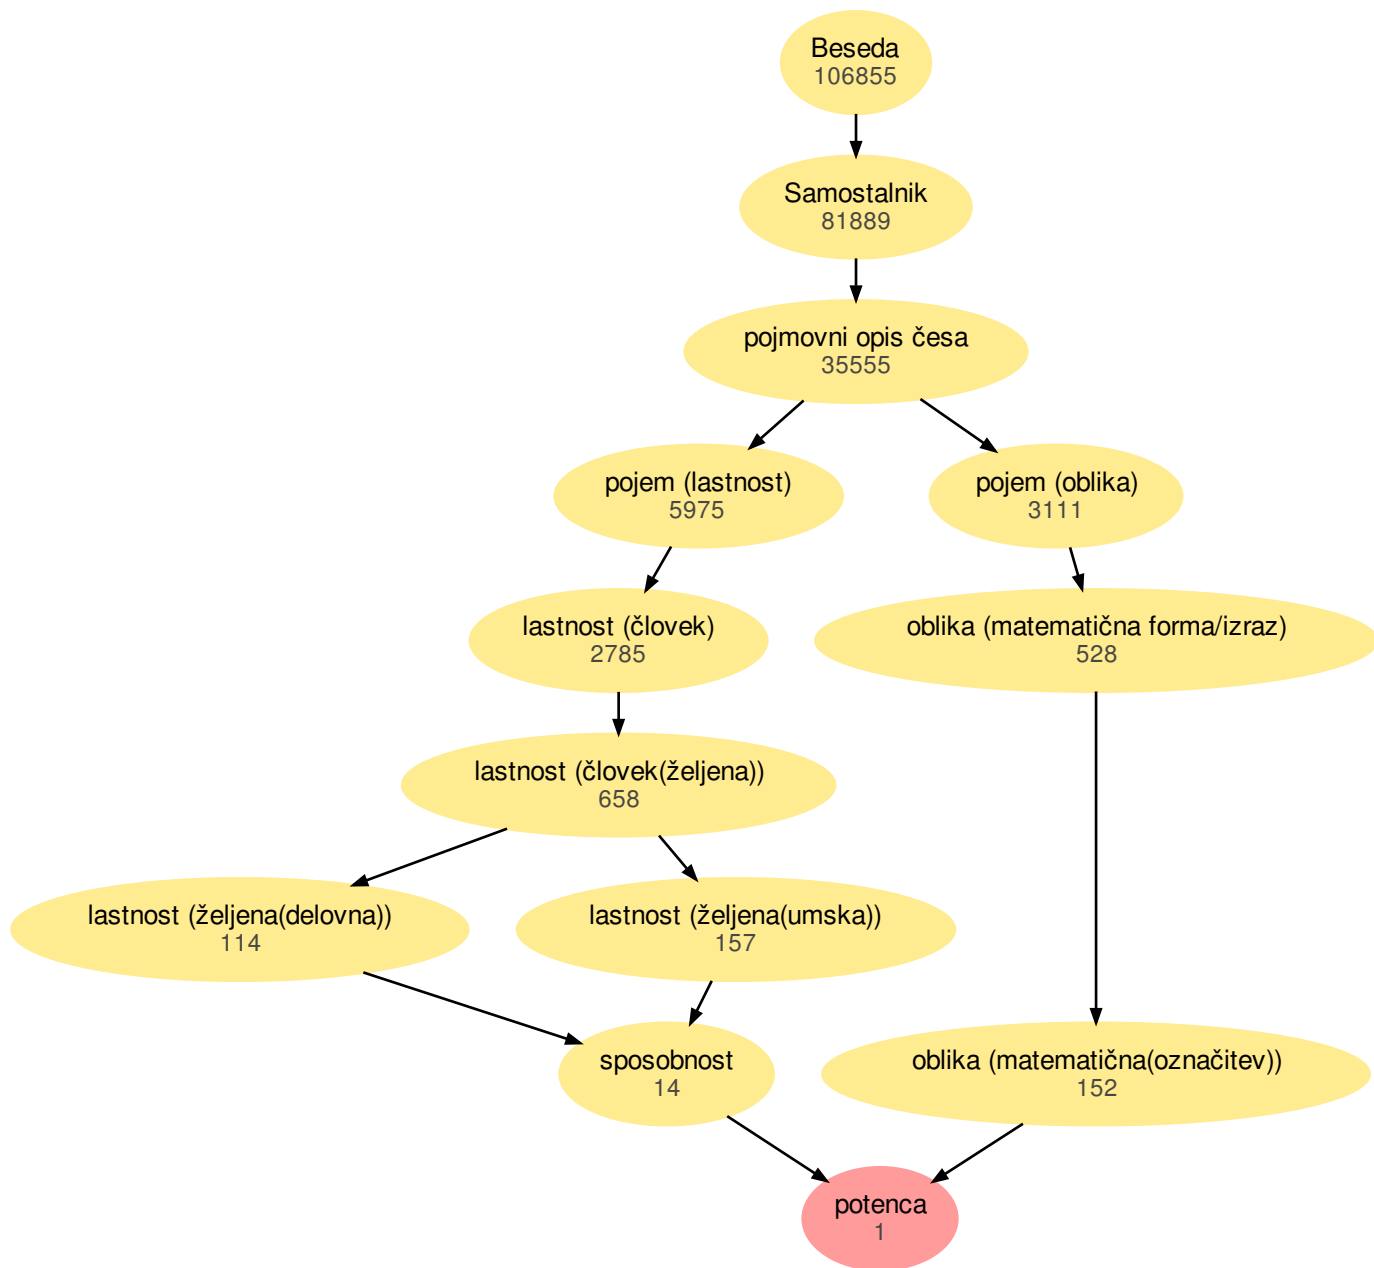 Beseda
106855
Samostalnik
81889
pojmovni opis česa
35555
pojem (lastnost)
5975
pojem (oblika)
3111
lastnost (človek)
2785
oblika (matematična forma/izraz)
528
lastnost (človek(željena))
658
lastnost (željena(delovna))
114
lastnost (željena(umska))
157
sposobnost
14
oblika (matematična(označitev))
152
potenca
1